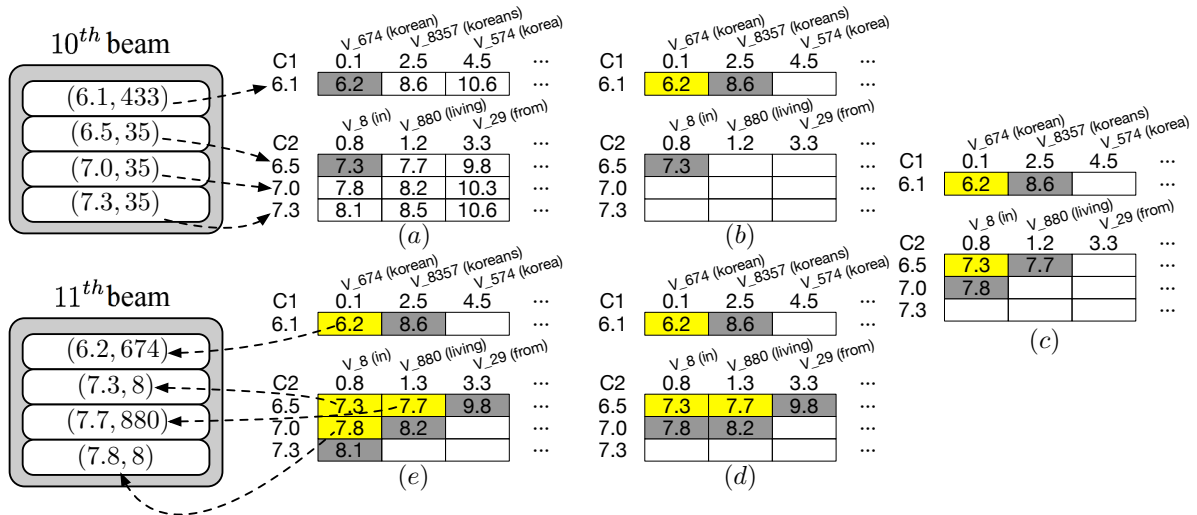 10th beam
(6.1, 433)
(6.5, 35)
(7.0, 35)
(7.3, 35)
V_674 (korean) V_8357 (koreans) V_574 (korea)
C1 0.1 2.5 4.5 ...
6.1 6.2 8.6 10.6 ...
V_8 (in) V_880 (living) V_29 (from)
C2 0.8 1.2 3.3 ...
6.5 7.3 7.7 9.8 ...
7.0 7.8 8.2 10.3 ...
7.3 8.1 8.5 10.6 ...
(a)
V_674 (korean) V_8357 (koreans) V_574 (korea)
C1 0.1 2.5 4.5 ...
6.1 6.2 8.6 ...
V_8 (in) V_880 (living) V_29 (from)
C2 0.8 1.2 3.3 ...
6.5 7.3 ...
7.0 ...
7.3 ...
(b)
V_674 (korean) V_8357 (koreans) V_574 (korea)
C1 0.1 2.5 4.5 ...
6.1 6.2 8.6 ...
V_8 (in) V_880 (living) V_29 (from)
C2 0.8 1.2 3.3 ...
6.5 7.3 7.7 ...
7.0 7.8 ...
7.3 ...
(c)
11th beam
(6.2, 674)
(7.3, 8)
(7.7, 880)
(7.8, 8)
V_674 (korean) V_8357 (koreans) V_574 (korea)
C1 0.1 2.5 4.5 ...
6.1 6.2 8.6 ...
V_8 (in) V_880 (living) V_29 (from)
C2 0.8 1.3 3.3 ...
6.5 7.3 7.7 9.8 ...
7.0 7.8 8.2 ...
7.3 8.1 ...
(e)
V_674 (korean) V_8357 (koreans) V_574 (korea)
C1 0.1 2.5 4.5 ...
6.1 6.2 8.6 ...
V_8 (in) V_880 (living) V_29 (from)
C2 0.8 1.3 3.3 ...
6.5 7.3 7.7 9.8 ...
7.0 7.8 8.2 ...
7.3 ...
(d)